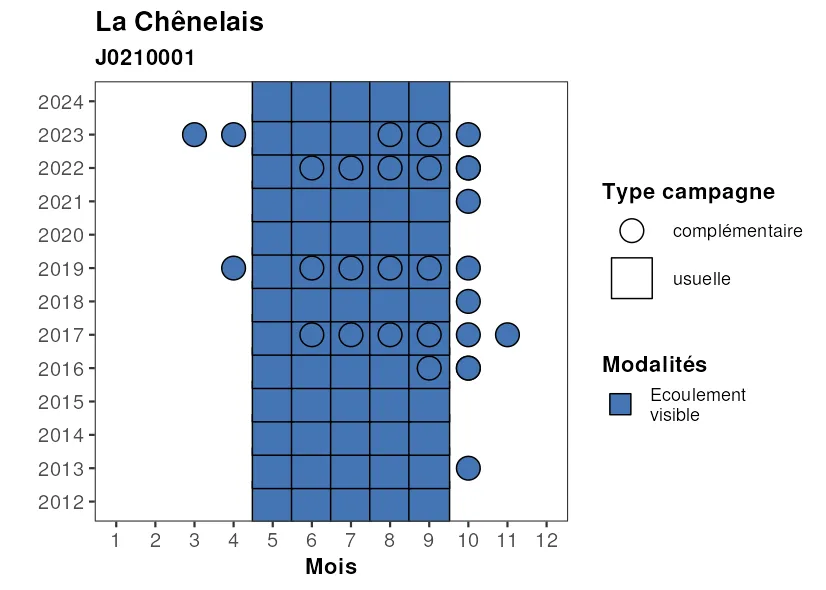 La Chênelais
J0210001
2024
2023
2022
2021
2020
2019
2018
2017
2016
2015
2014
2013
2012
1 2 3 4 5 6 7 8 9 10 11 12
Mois
Type campagne
complémentaire
usuelle
Modalités
Ecoulement
visible